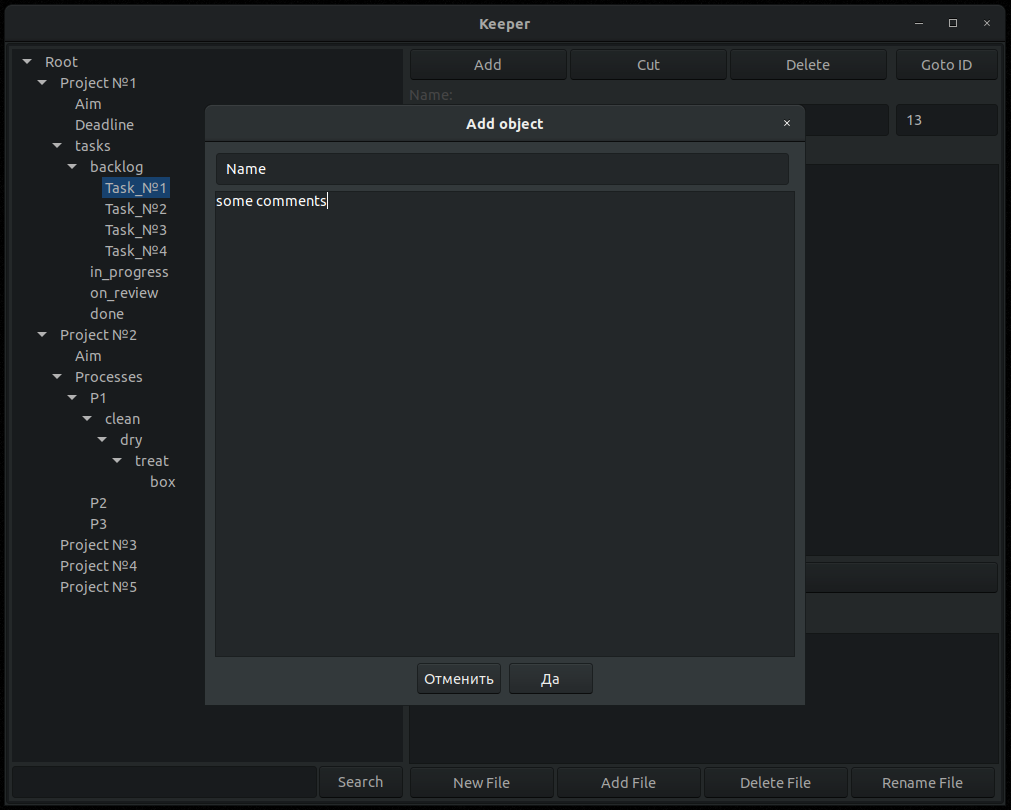 Keeper
Root
Project №1
Aim
Deadline
tasks
backlog
Task_№1
Task_№2
Task_№3
Task_№4
in_progress
on_review
done
Project №2
Aim
Processes
P1
clean
dry
treat
box
P2
P3
Project №3
Project №4
Project №5
Search
Add Cut Delete Goto ID
Name:
13
Add object
Name
some comments
Отменить Да
New File Add File Delete File Rename File